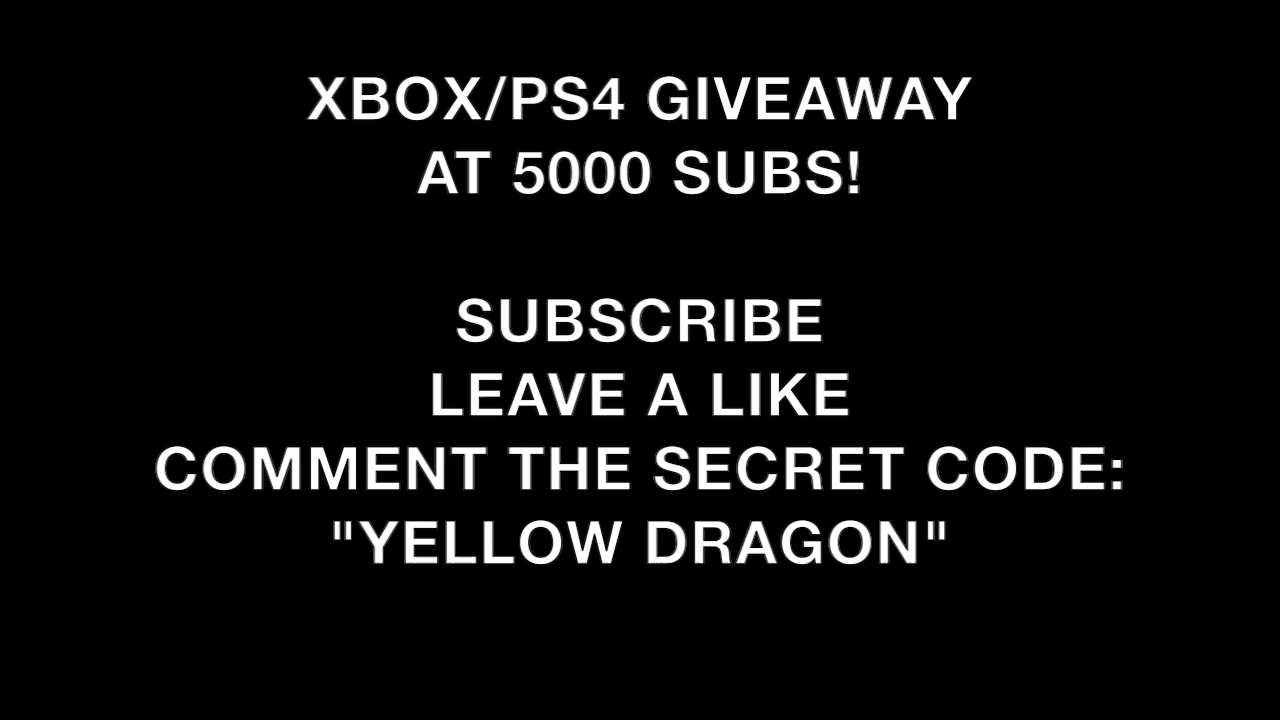 XBOX/PS4 GIVEAWAY
AT 5000 SUBS!
SUBSCRIBE
LEAVE A LIKE
COMMENT THE SECRET CODE:
"YELLOW DRAGON"